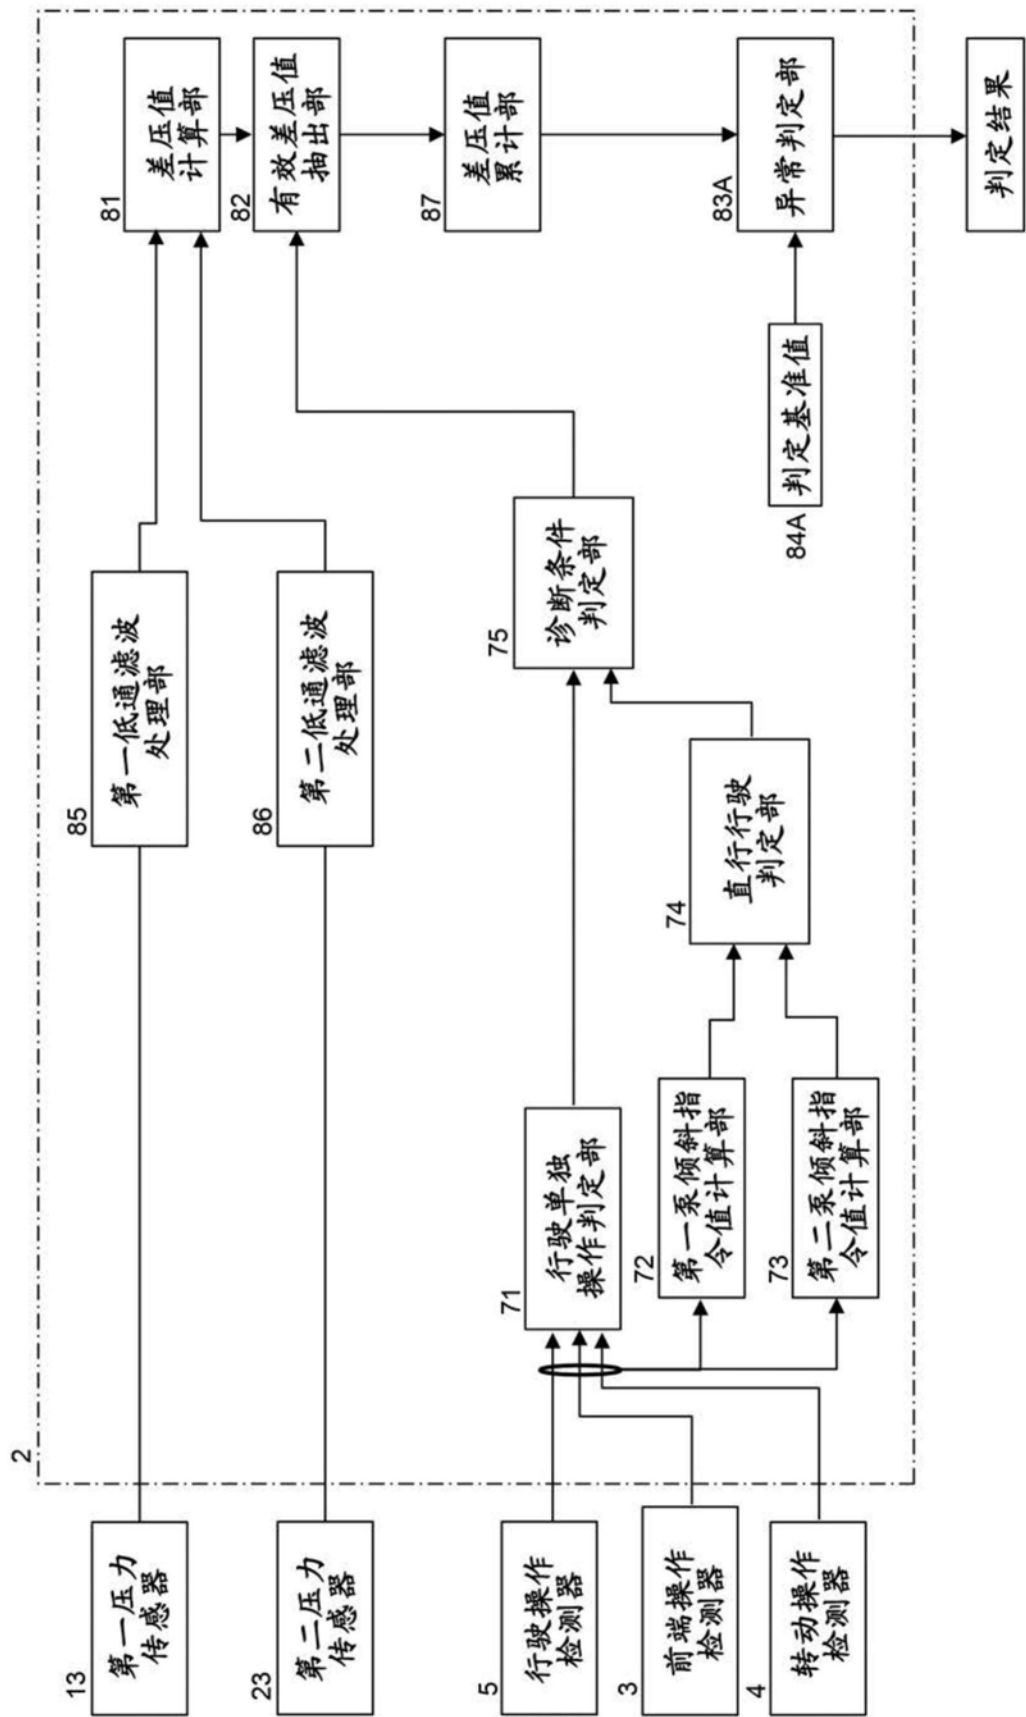 2
13
第一压力
传感器
23
第二压力
传感器
5
行驶操作
检测器
3
前端操作
检测器
4
转动操作
检测器
85
第一低通滤波
处理部
86
第二低通滤波
处理部
71
行驶单独
操作判定部
72
第一泵倾斜指
令值计算部
73
第二泵倾斜指
令值计算部
74
直行行驶
判定部
75
诊断条件
判定部
81
差压值
计算部
82
有效差压值
抽出部
87
差压值
累计部
83A
异常判定部
84A
判定基准值
判定结果